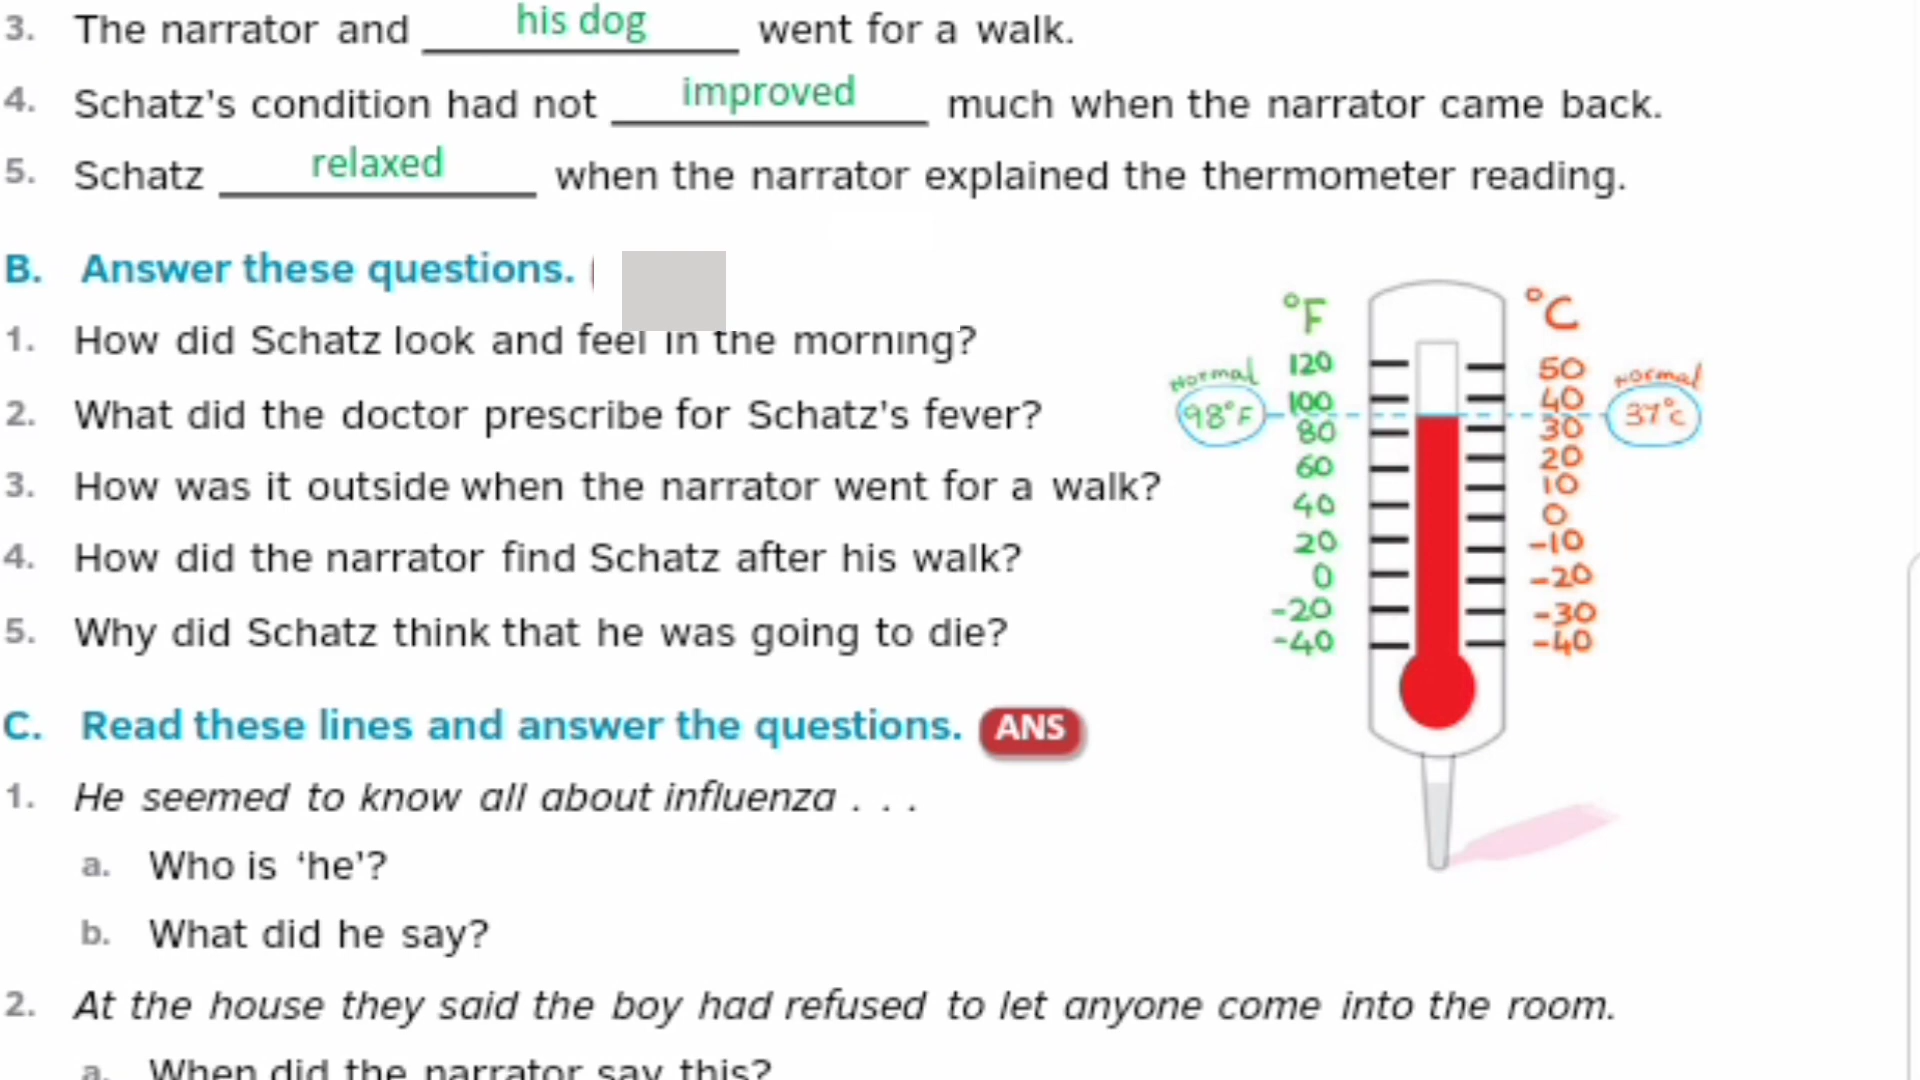 3. The narrator and his dog went for a walk.
4. Schatz's condition had not improved much when the narrator came back.
5. Schatz relaxed when the narrator explained the thermometer reading.
B. Answer these questions.
1. How did Schatz look and feel in the morning?
2. What did the doctor prescribe for Schatz's fever?
3. How was it outside when the narrator went for a walk?
4. How did the narrator find Schatz after his walk?
5. Why did Schatz think that he was going to die?
°F °C
120 50
Normal 98°F 100 40 Normal 37°C
80 30
60 20
40 10
20 0
0 -10
-20 -20
-40 -30
-40
C. Read these lines and answer the questions. ANS
1. He seemed to know all about influenza . . .
a. Who is ‘he’?
b. What did he say?
2. At the house they said the boy had refused to let anyone come into the room.
a. When did the narrator say this?